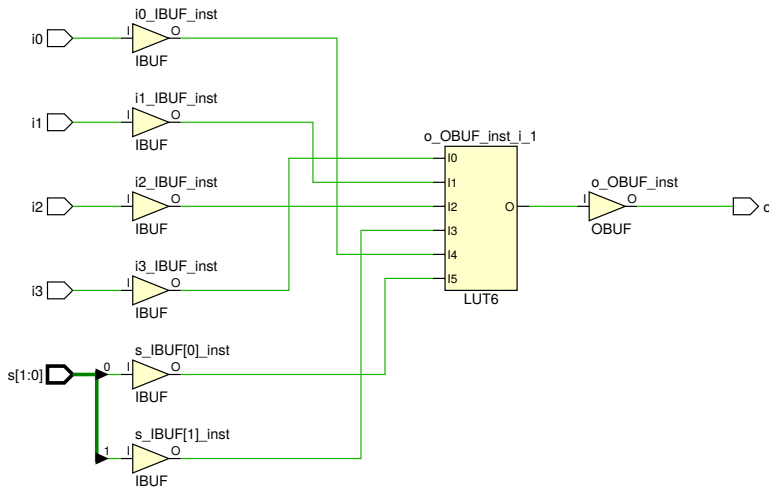 i0_IBUF_inst
i0
I
O
IBUF
i1_IBUF_inst
i1
I
O
IBUF
o_OBUF_inst_i_1
I0
I1
I2
I3
I4
I5
O
LUT6
i2_IBUF_inst
i2
I
O
IBUF
o_OBUF_inst
I
O
OBUF
o
i3_IBUF_inst
i3
I
O
IBUF
s_IBUF[0]_inst
s[1:0]
0
I
O
IBUF
s_IBUF[1]_inst
1
I
O
IBUF